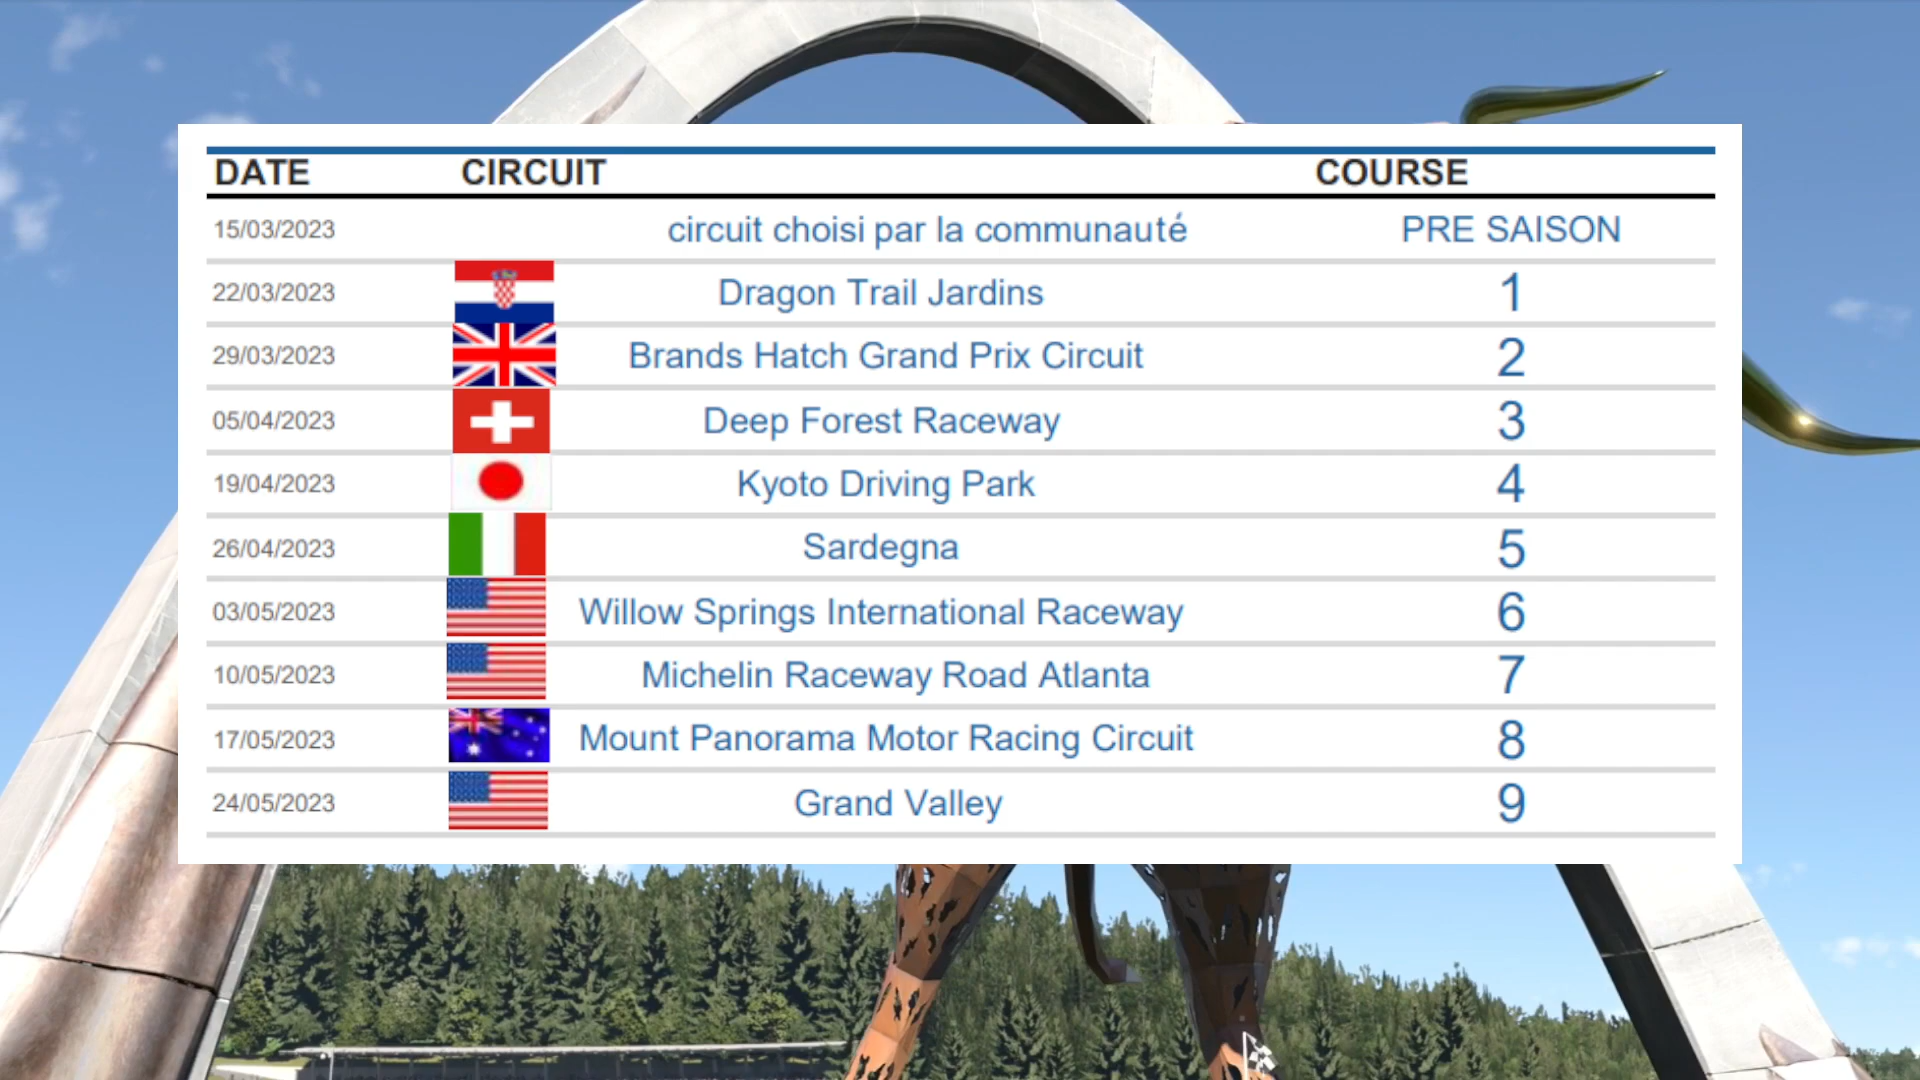 DATE CIRCUIT COURSE
15/03/2023 circuit choisi par la communauté PRE SAISON
22/03/2023 Dragon Trail Jardins 1
29/03/2023 Brands Hatch Grand Prix Circuit 2
05/04/2023 Deep Forest Raceway 3
19/04/2023 Kyoto Driving Park 4
26/04/2023 Sardegna 5
03/05/2023 Willow Springs International Raceway 6
10/05/2023 Michelin Raceway Road Atlanta 7
17/05/2023 Mount Panorama Motor Racing Circuit 8
24/05/2023 Grand Valley 9